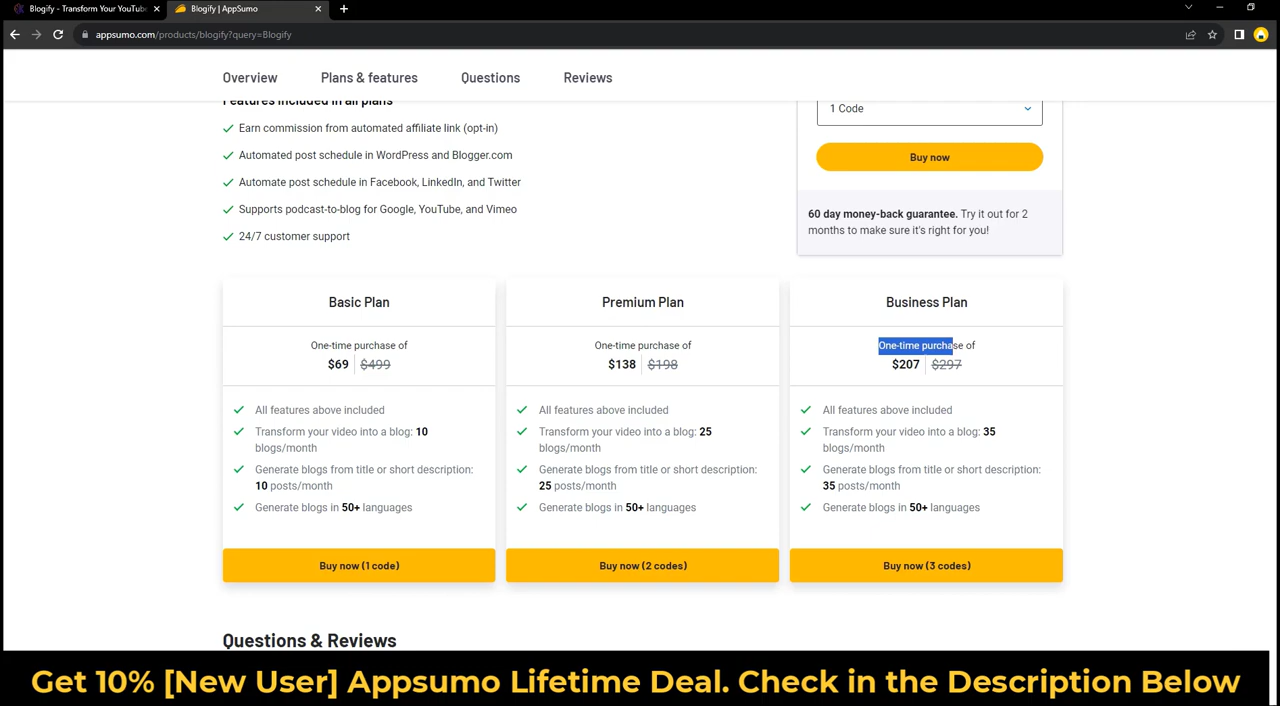 Blogify - Transform Your YouTub
Blogify | AppSumo
appsumo.com/products/blogify?query=Blogify
Overview
Plans & features
Questions
Reviews
Features included in all plans
Earn commission from automated affiliate link (opt-in)
Automated post schedule in WordPress and Blogger.com
Automate post schedule in Facebook, LinkedIn, and Twitter
Supports podcast-to-blog for Google, YouTube, and Vimeo
24/7 customer support
1 Code
Buy now
60 day money-back guarantee. Try it out for 2
months to make sure it's right for you!
Basic Plan
One-time purchase of
$69 $499
All features above included
Transform your video into a blog: 10
blogs/month
Generate blogs from title or short description:
10 posts/month
Generate blogs in 50+ languages
Buy now (1 code)
Premium Plan
One-time purchase of
$138 $198
All features above included
Transform your video into a blog: 25
blogs/month
Generate blogs from title or short description:
25 posts/month
Generate blogs in 50+ languages
Buy now (2 codes)
Business Plan
One-time purchase of
$207 $297
All features above included
Transform your video into a blog: 35
blogs/month
Generate blogs from title or short description:
35 posts/month
Generate blogs in 50+ languages
Buy now (3 codes)
Questions & Reviews
Get 10% [New User] Appsumo Lifetime Deal. Check in the Description Below